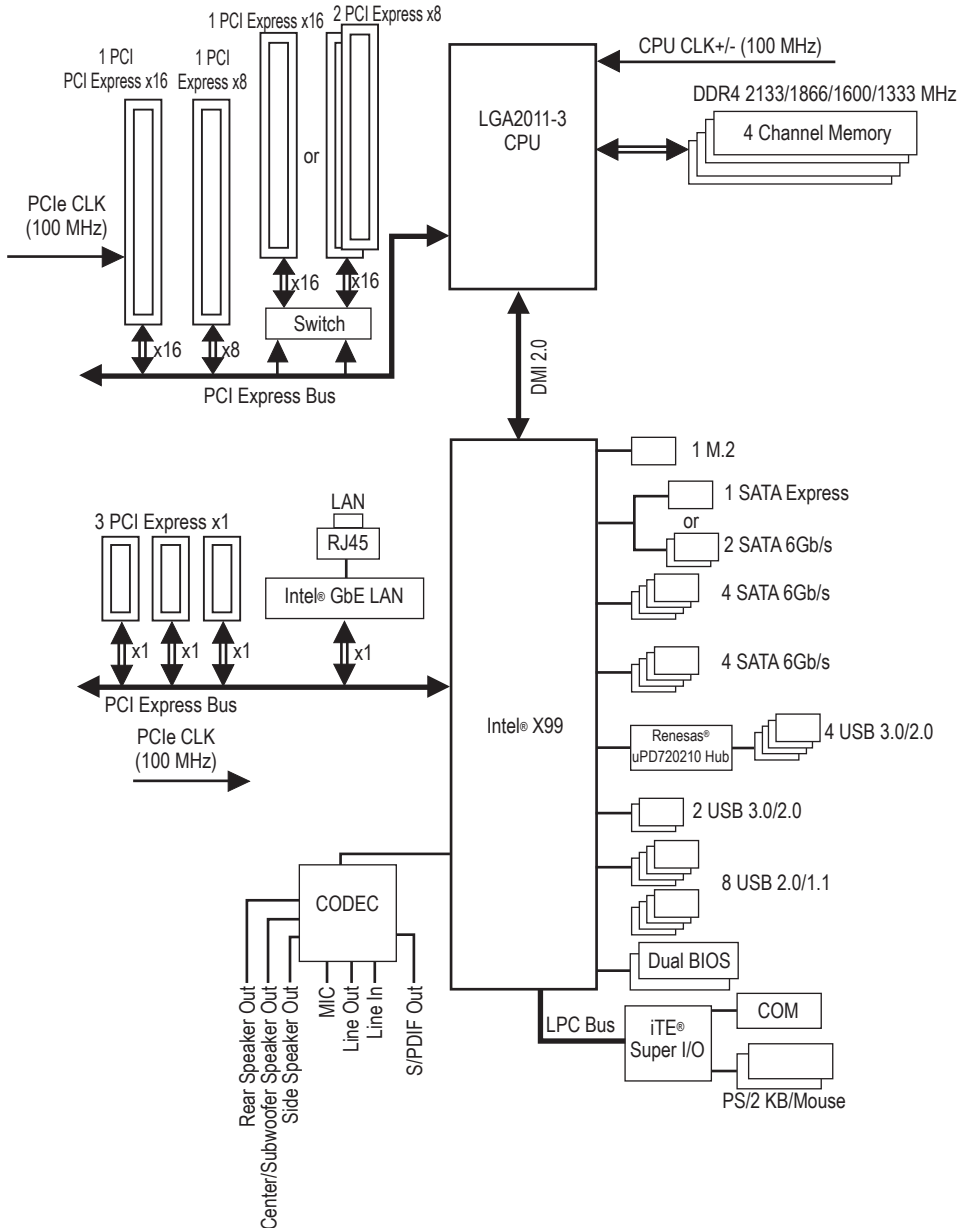 1 PCI Express x16
2 PCI Express x8
1 PCI
PCI Express x16
1 PCI
Express x8
or
PCIe CLK
(100 MHz)
x16
x16
Switch
x16
x8
PCI Express Bus
LGA2011-3
CPU
CPU CLK+/- (100 MHz)
DDR4 2133/1866/1600/1333 MHz
4 Channel Memory
DMI 2.0
3 PCI Express x1
LAN
RJ45
Intel® GbE LAN
x1
x1
x1
x1
PCI Express Bus
PCIe CLK
(100 MHz)
Intel® X99
1 M.2
1 SATA Express
or
2 SATA 6Gb/s
4 SATA 6Gb/s
4 SATA 6Gb/s
Renesas®
uPD720210 Hub
4 USB 3.0/2.0
2 USB 3.0/2.0
8 USB 2.0/1.1
Dual BIOS
LPC Bus
iTE®
Super I/O
COM
PS/2 KB/Mouse
CODEC
Rear Speaker Out
Center/Subwoofer Speaker Out
Side Speaker Out
MIC
Line Out
Line In
S/PDIF Out